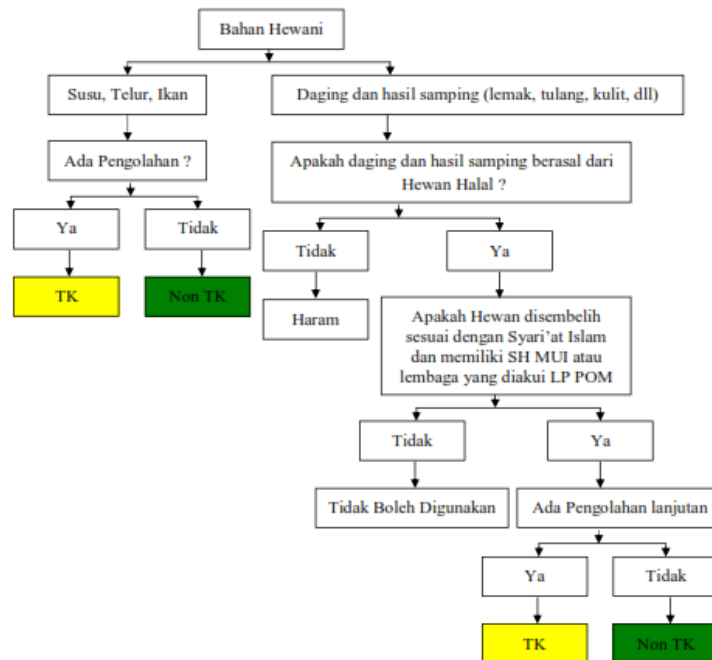 Bahan Hewani
Susu, Telur, Ikan
Daging dan hasil samping (lemak, tulang, kulit, dll)
Ada Pengolahan ?
Apakah daging dan hasil samping berasal dari
Hewan Halal ?
Ya
Tidak
Tidak
Ya
TK
Non TK
Haram
Apakah Hewan disembelih
sesuai dengan Syari’at Islam
dan memiliki SH MUI atau
lembaga yang diakui LP POM
Tidak
Ya
Tidak Boleh Digunakan
Ada Pengolahan lanjutan
Ya
Tidak
TK
Non TK